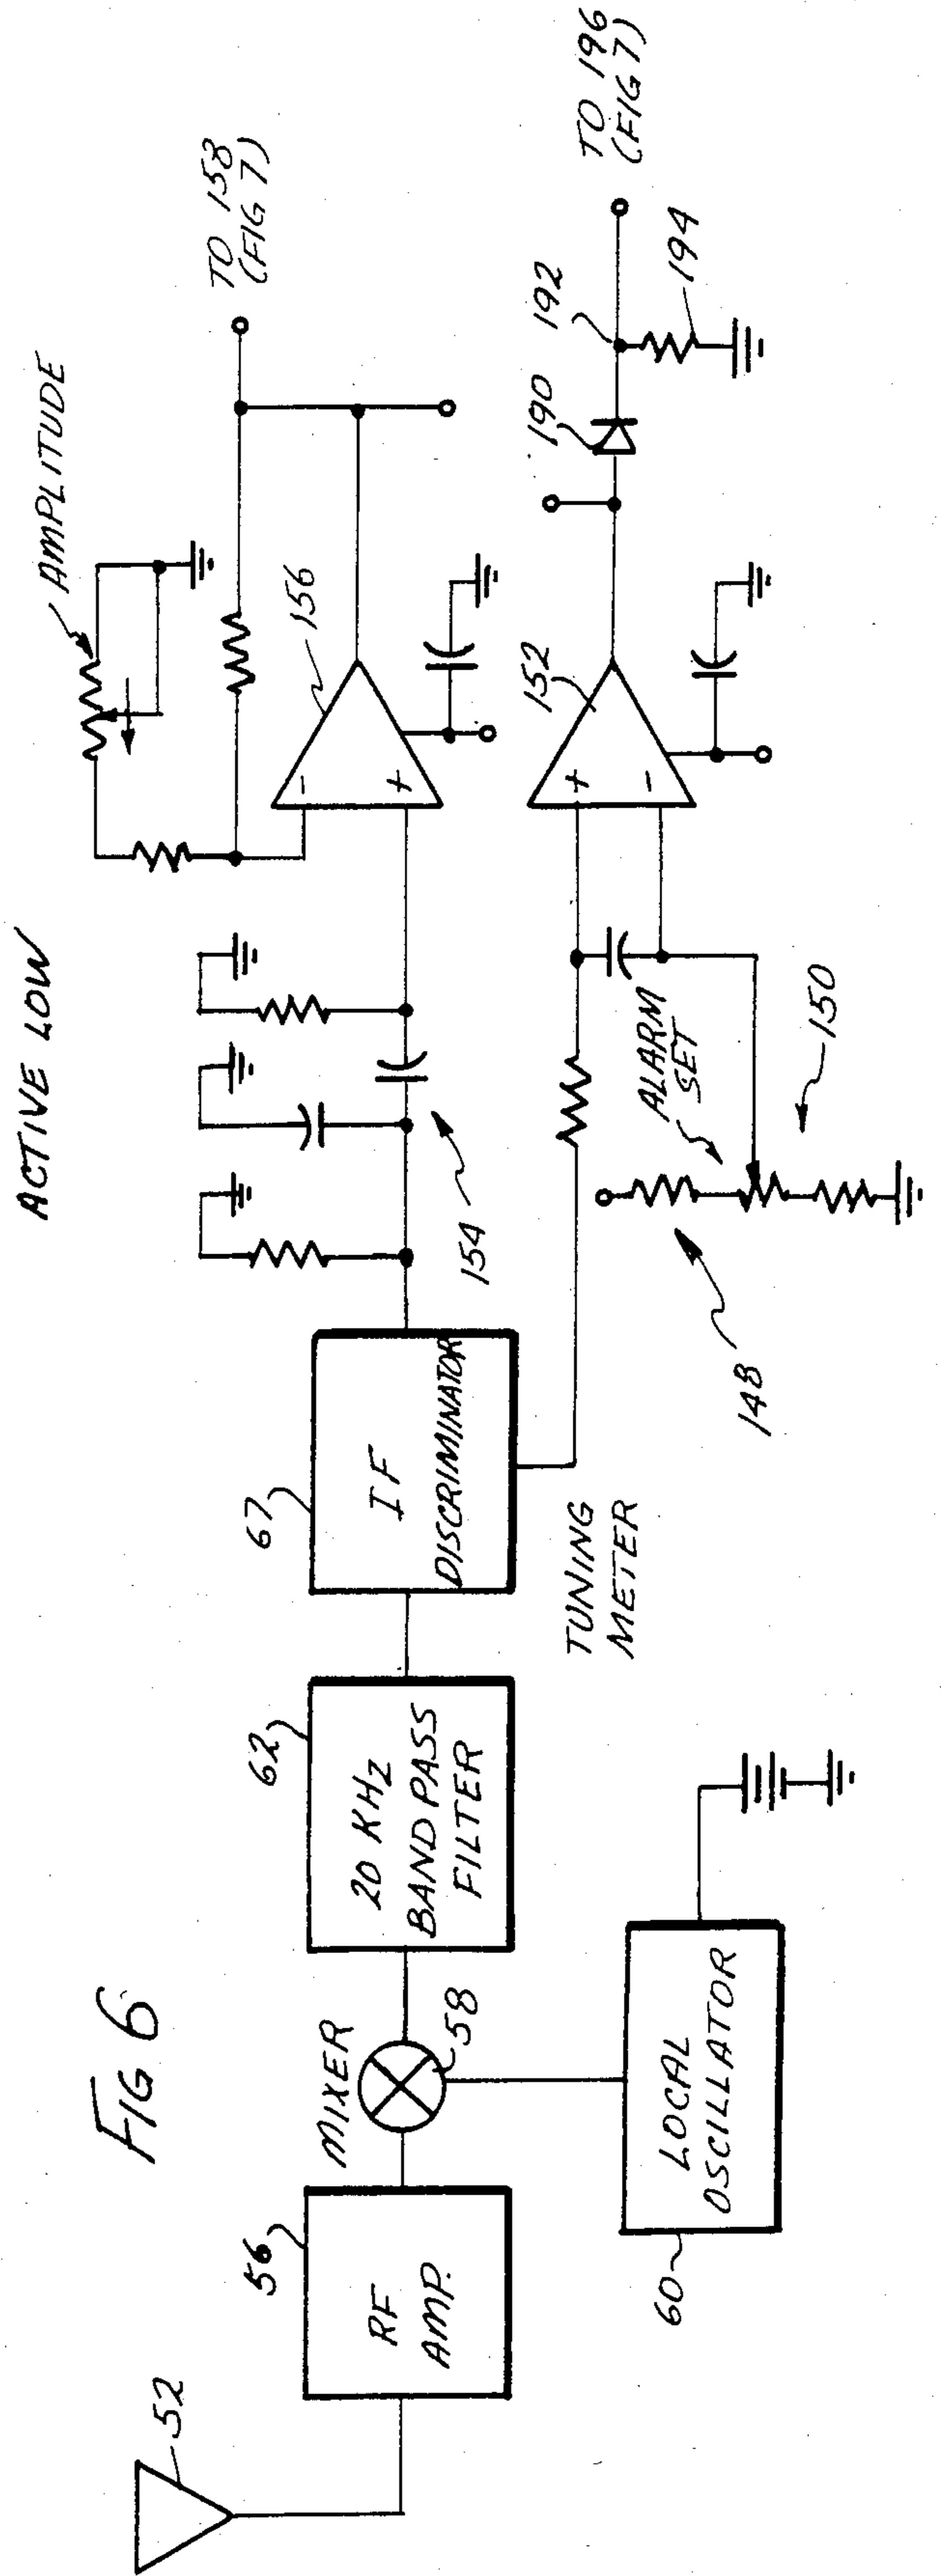 FIG 6
ACTIVE LOW
52
56
RF
AMP.
MIXER
58
LOCAL
OSCILLATOR
60
62
20 KHz
BAND PASS
FILTER
67
IF
DISCRIMINATOR
TUNING
METER
154
148
ALARM
SET
150
AMPLITUDE
-
+
156
TO 158
(FIG 7)
+
-
152
190
192
194
TO 196
(FIG 7)